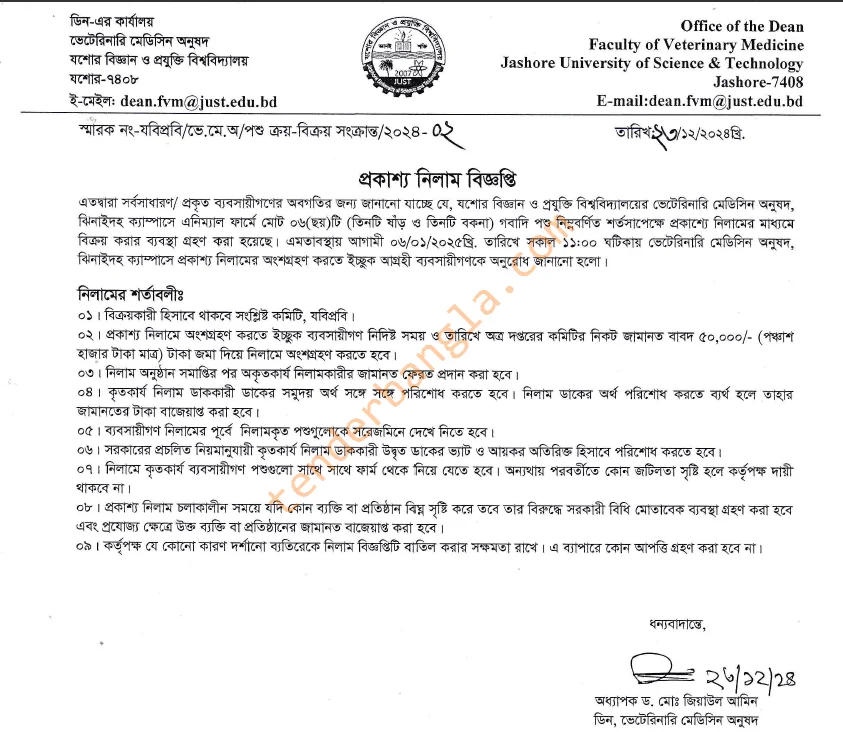 ডিন-এর কার্যালয়
ভেটেরিনারি মেডিসিন অনুষদ
যশোর বিজ্ঞান ও প্রযুক্তি বিশ্ববিদ্যালয়
যশোর-৭৪০৮
ই-মেইল: dean.fvm@just.edu.bd
যশোর বিজ্ঞান ও প্রযুক্তি বিশ্ববিদ্যালয়
2007
JUST
Office of the Dean
Faculty of Veterinary Medicine
Jashore University of Science & Technology
Jashore-7408
E-mail:dean.fvm@just.edu.bd
স্মারক নং-যবিপ্রবি/ভে.মে.অ/পশু ক্রয়-বিক্রয় সংক্রান্ত/২০২৪-০২
তারিখ: /১২/২০২৪খ্রি.
প্রকাশ্য নিলাম বিজ্ঞপ্তি
এতদ্বারা সর্বসাধারণ/ প্রকৃত ব্যবসায়ীগণের অবগতির জন্য জানানো যাচ্ছে যে, যশোর বিজ্ঞান ও প্রযুক্তি বিশ্ববিদ্যালয়ের ভেটেরিনারি মেডিসিন অনুষদ,
ঝিনাইদহ ক্যাম্পাসে এনিম্যাল ফার্মে মোট ০৬(ছয়)টি (তিনটি ষাঁড় ও তিনটি বকনা) গবাদি পশু নিম্নবর্ণিত শর্তসাপেক্ষে প্রকাশ্যে নিলামের মাধ্যমে
বিক্রয় করার ব্যবস্থা গ্রহণ করা হয়েছে। এমতাবস্থায় আগামী ০৬/০১/২০২৫খ্রি. তারিখে সকাল ১১:০০ ঘটিকায় ভেটেরিনারি মেডিসিন অনুষদ,
ঝিনাইদহ ক্যাম্পাসে প্রকাশ্য নিলামের অংশগ্রহণ করতে ইচ্ছুক আগ্রহী ব্যবসায়ীগণকে অনুরোধ জানানো হলো।
নিলামের শর্তাবলীঃ
০১। বিক্রয়কারী হিসাবে থাকবে সংশ্লিষ্ট কমিটি, যবিপ্রবি।
০২। প্রকাশ্য নিলামে অংশগ্রহণ করতে ইচ্ছুক ব্যবসায়ীগণ নির্দিষ্ট সময় ও তারিখে অত্র দপ্তরের কমিটির নিকট জামানত বাবদ ৫০,০০০/- (পঞ্চাশ
হাজার টাকা মাত্র) টাকা জমা দিয়ে নিলামে অংশগ্রহণ করতে হবে।
০৩। নিলাম অনুষ্ঠান সমাপ্তির পর অকৃতকার্য নিলামকারীর জামানত ফেরত প্রদান করা হবে।
০৪। কৃতকার্য নিলাম ডাককারী ডাকের সমুদয় অর্থ সঙ্গে সঙ্গে পরিশোধ করতে হবে। নিলাম ডাকের অর্থ পরিশোধ করতে ব্যর্থ হলে তাহার
জামানতের টাকা বাজেয়াপ্ত করা হবে।
০৫। ব্যবসায়ীগণ নিলামের পূর্বে নিলামকৃত পশুগুলোকে সরেজমিনে দেখে নিতে হবে।
০৬। সরকারের প্রচলিত নিয়মানুযায়ী কৃতকার্য নিলাম ডাককারী উদ্বৃত ডাকের ভ্যাট ও আয়কর অতিরিক্ত হিসাবে পরিশোধ করতে হবে।
০৭। নিলামে কৃতকার্য ব্যবসায়ীগণ পশুগুলো সাথে সাথে ফার্ম থেকে নিয়ে যেতে হবে। অন্যথায় পরবর্তীতে কোন জটিলতা সৃষ্টি হলে কর্তৃপক্ষ দায়ী
থাকবে না।
০৮। প্রকাশ্য নিলাম চলাকালীন সময়ে যদি কোন ব্যক্তি বা প্রতিষ্ঠান বিঘ্ন সৃষ্টি করে তবে তার বিরুদ্ধে সরকারী বিধি মোতাবেক ব্যবস্থা গ্রহণ করা হবে
এবং প্রযোজ্য ক্ষেত্রে উক্ত ব্যক্তি বা প্রতিষ্ঠানের জামানত বাজেয়াপ্ত করা হবে।
০৯। কর্তৃপক্ষ যে কোনো কারণ দর্শানো ব্যতিরেকে নিলাম বিজ্ঞপ্তিটি বাতিল করার সক্ষমতা রাখে। এ ব্যাপারে কোন আপত্তি গ্রহণ করা হবে না।
tenderbangla.com
ধন্যবাদান্তে,
২৬/১২/২৪
অধ্যাপক ড. মোঃ জিয়াউল আমিন
ডিন, ভেটেরিনারি মেডিসিন অনুষদ